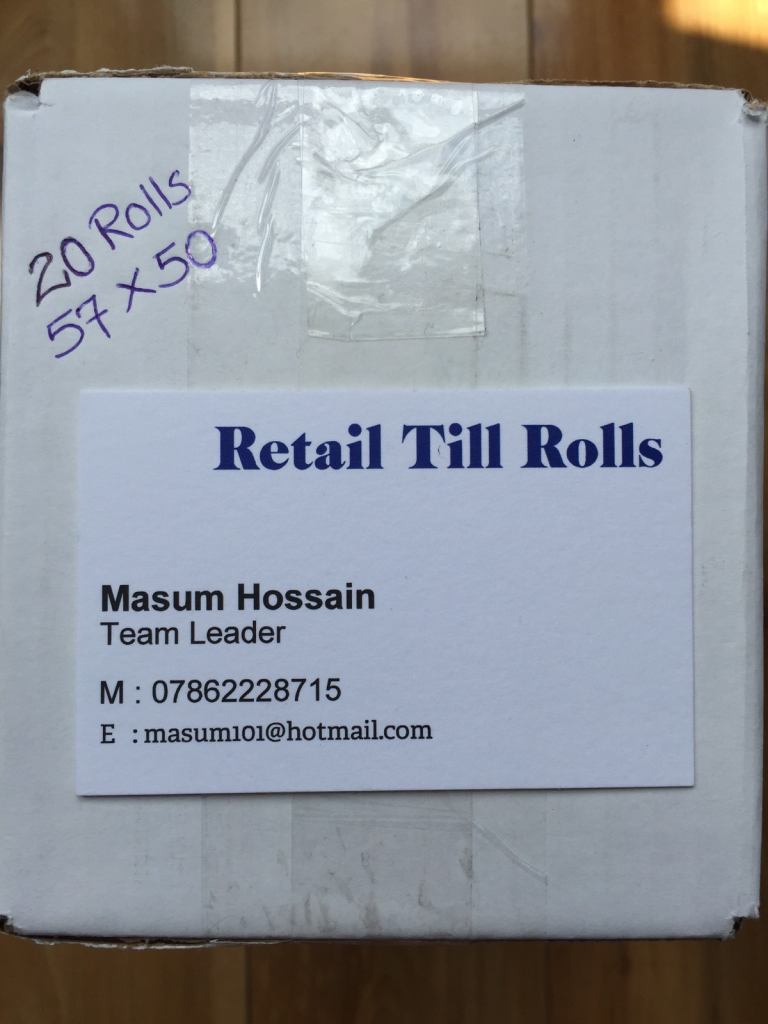 20 Rolls
57 x 50
Retail Till Rolls
Masum Hossain
Team Leader
M : 07862228715
E : masum101@hotmail.com